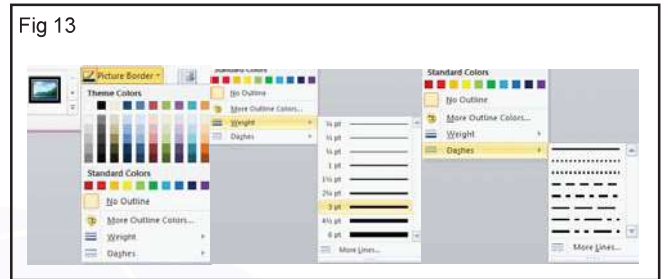 Fig 13
Picture Border
Theme Colors
Standard Colors
No Outline
More Outline Colors...
Weight
Dashes
Standard Colors
No Outline
More Outline Colors...
Weight
Dashes
¼ pt
½ pt
¾ pt
1 pt
1½ pt
2¼ pt
3 pt
4½ pt
6 pt
More Lines...
Standard Colors
No Outline
More Outline Colors...
Weight
Dashes
More Lines...